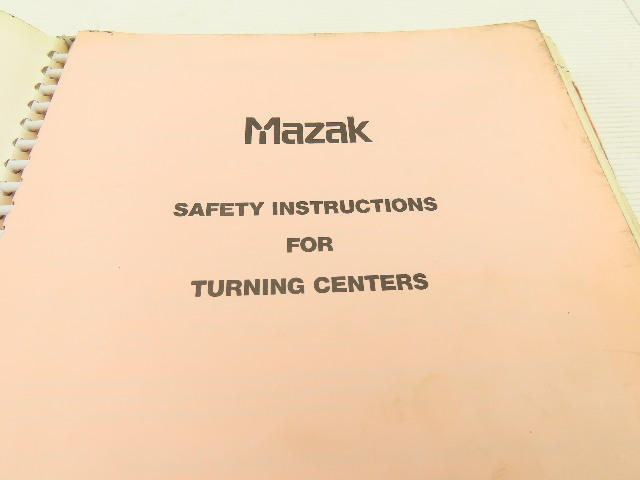 Mazak
SAFETY INSTRUCTIONS
FOR
TURNING CENTERS